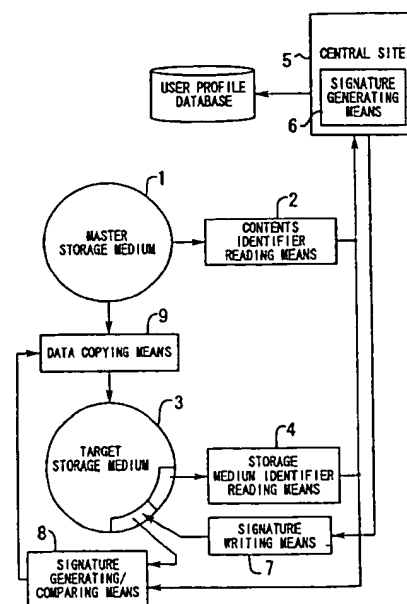 5
CENTRAL SITE
SIGNATURE
GENERATING
MEANS
6
USER PROFILE
DATABASE
1
MASTER
STORAGE MEDIUM
2
CONTENTS
IDENTIFIER
READING MEANS
9
DATA COPYING MEANS
3
TARGET
STORAGE MEDIUM
4
STORAGE
MEDIUM IDENTIFIER
READING MEANS
SIGNATURE
WRITING MEANS
7
8
SIGNATURE
GENERATING/
COMPARING MEANS